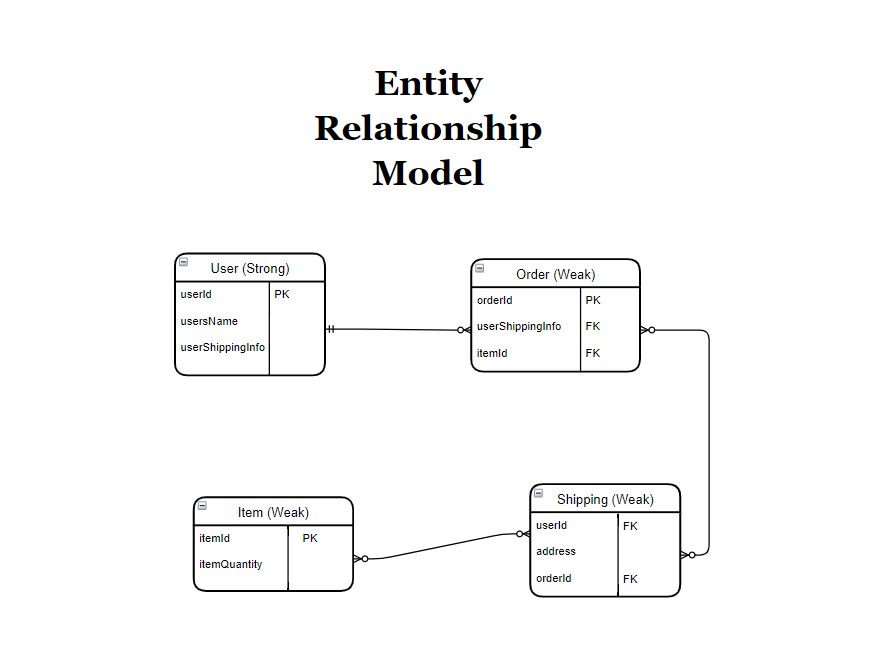 Entity
Relationship
Model
User (Strong)
userId PK
usersName
userShippingInfo
Order (Weak)
orderId PK
userShippingInfo FK
itemId FK
Item (Weak)
itemId PK
itemQuantity
Shipping (Weak)
userId FK
address
orderId FK